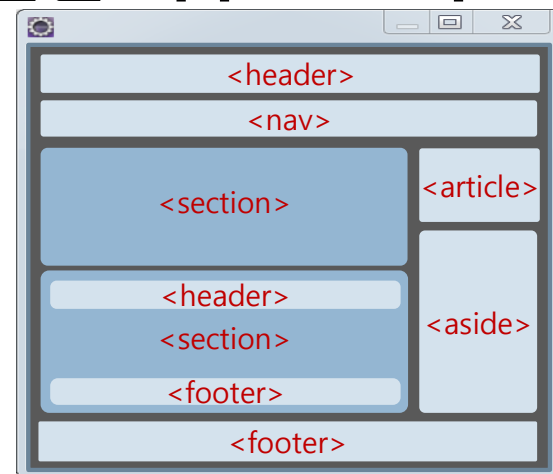 <header>
<nav>
<section>
<article>
<header>
<section>
<aside>
<footer>
<footer>